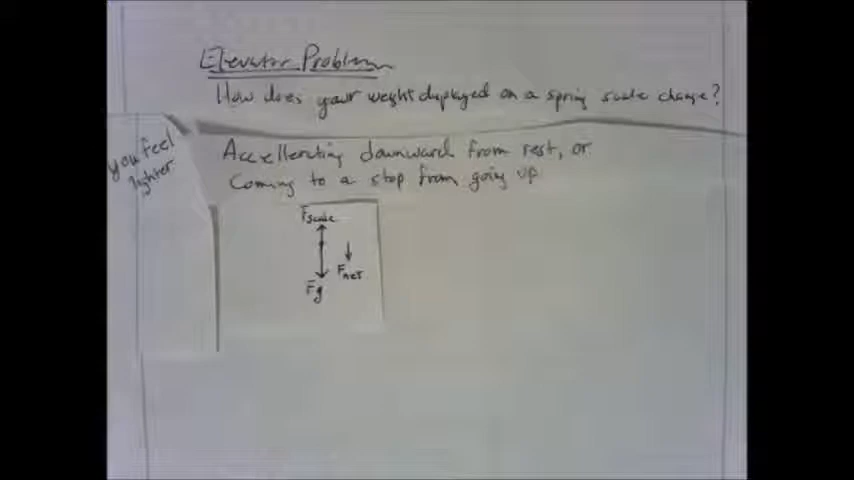 Elevator Problem
How does your weight displayed on a spring scale change?
you feel
lighter
Accellerating downward from rest, or
Coming to a stop from going up
Fscale
Fnet
Fg